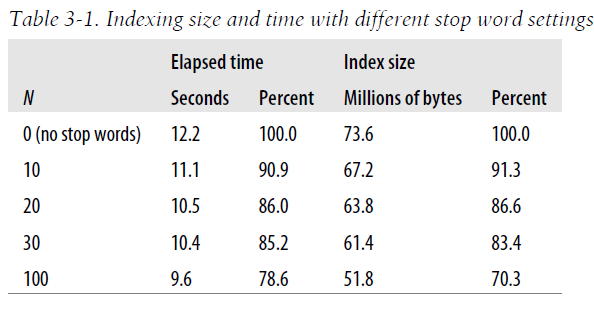 Table 3-1. Indexing size and time with different stop word settings
Elapsed time Index size
N Seconds Percent Millions of bytes Percent
0 (no stop words) 12.2 100.0 73.6 100.0
10 11.1 90.9 67.2 91.3
20 10.5 86.0 63.8 86.6
30 10.4 85.2 61.4 83.4
100 9.6 78.6 51.8 70.3